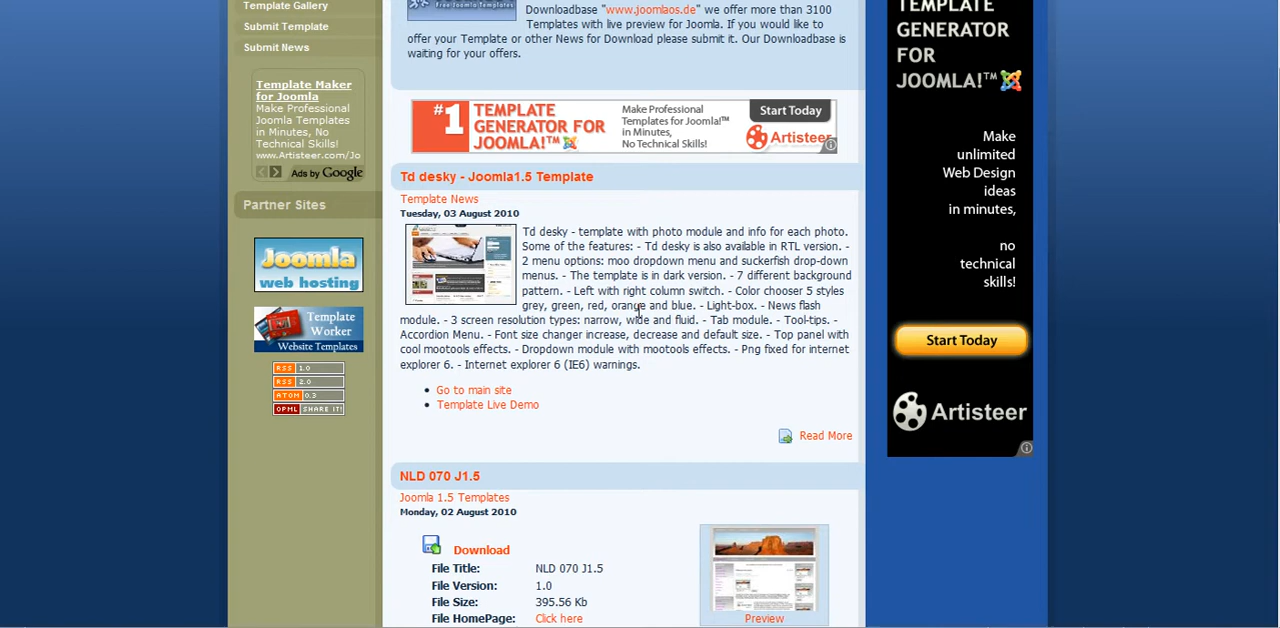 Template Gallery
Submit Template
Submit News
Template Maker
for Joomla
Make Professional
Joomla Templates
in Minutes, No
Technical Skills!
www.Artisteer.com/Jo
Ads by Google
Partner Sites
Joomla
web hosting
Template
Worker
Website Templates
RSS 1.0
RSS 2.0
ATOM 0.3
OPML SHARE IT!
Free Joomla Templates
Downloadbase "www.joomlaos.de" we offer more than 3100
Templates with live preview for Joomla. If you would like to
offer your Template or other News for Download please submit it. Our Downloadbase is
waiting for your offers.
#1 TEMPLATE
GENERATOR FOR
JOOMLA!™
Make Professional
Templates for Joomla!™
in Minutes,
No Technical Skills!
Start Today
Artisteer
Td desky - Joomla1.5 Template
Template News
Tuesday, 03 August 2010
Td desky - template with photo module and info for each photo.
Some of the features: - Td desky is also available in RTL version. -
2 menu options: moo dropdown menu and suckerfish drop-down
menus. - The template is in dark version. - 7 different background
pattern. - Left with right column switch. - Color chooser 5 styles
grey, green, red, orange and blue. - Light-box. - News flash
module. - 3 screen resolution types: narrow, wide and fluid. - Tab module. - Tool-tips. -
Accordion Menu. - Font size changer increase, decrease and default size. - Top panel with
cool mootools effects. - Dropdown module with mootools effects. - Png fixed for internet
explorer 6. - Internet explorer 6 (IE6) warnings.
Go to main site
Template Live Demo
Read More
NLD 070 J1.5
Joomla 1.5 Templates
Monday, 02 August 2010
Download
File Title: NLD 070 J1.5
File Version: 1.0
File Size: 395.56 Kb
File HomePage: Click here
Preview
TEMPLATE
GENERATOR
FOR
JOOMLA!™
Make
unlimited
Web Design
ideas
in minutes,
no
technical
skills!
Start Today
Artisteer